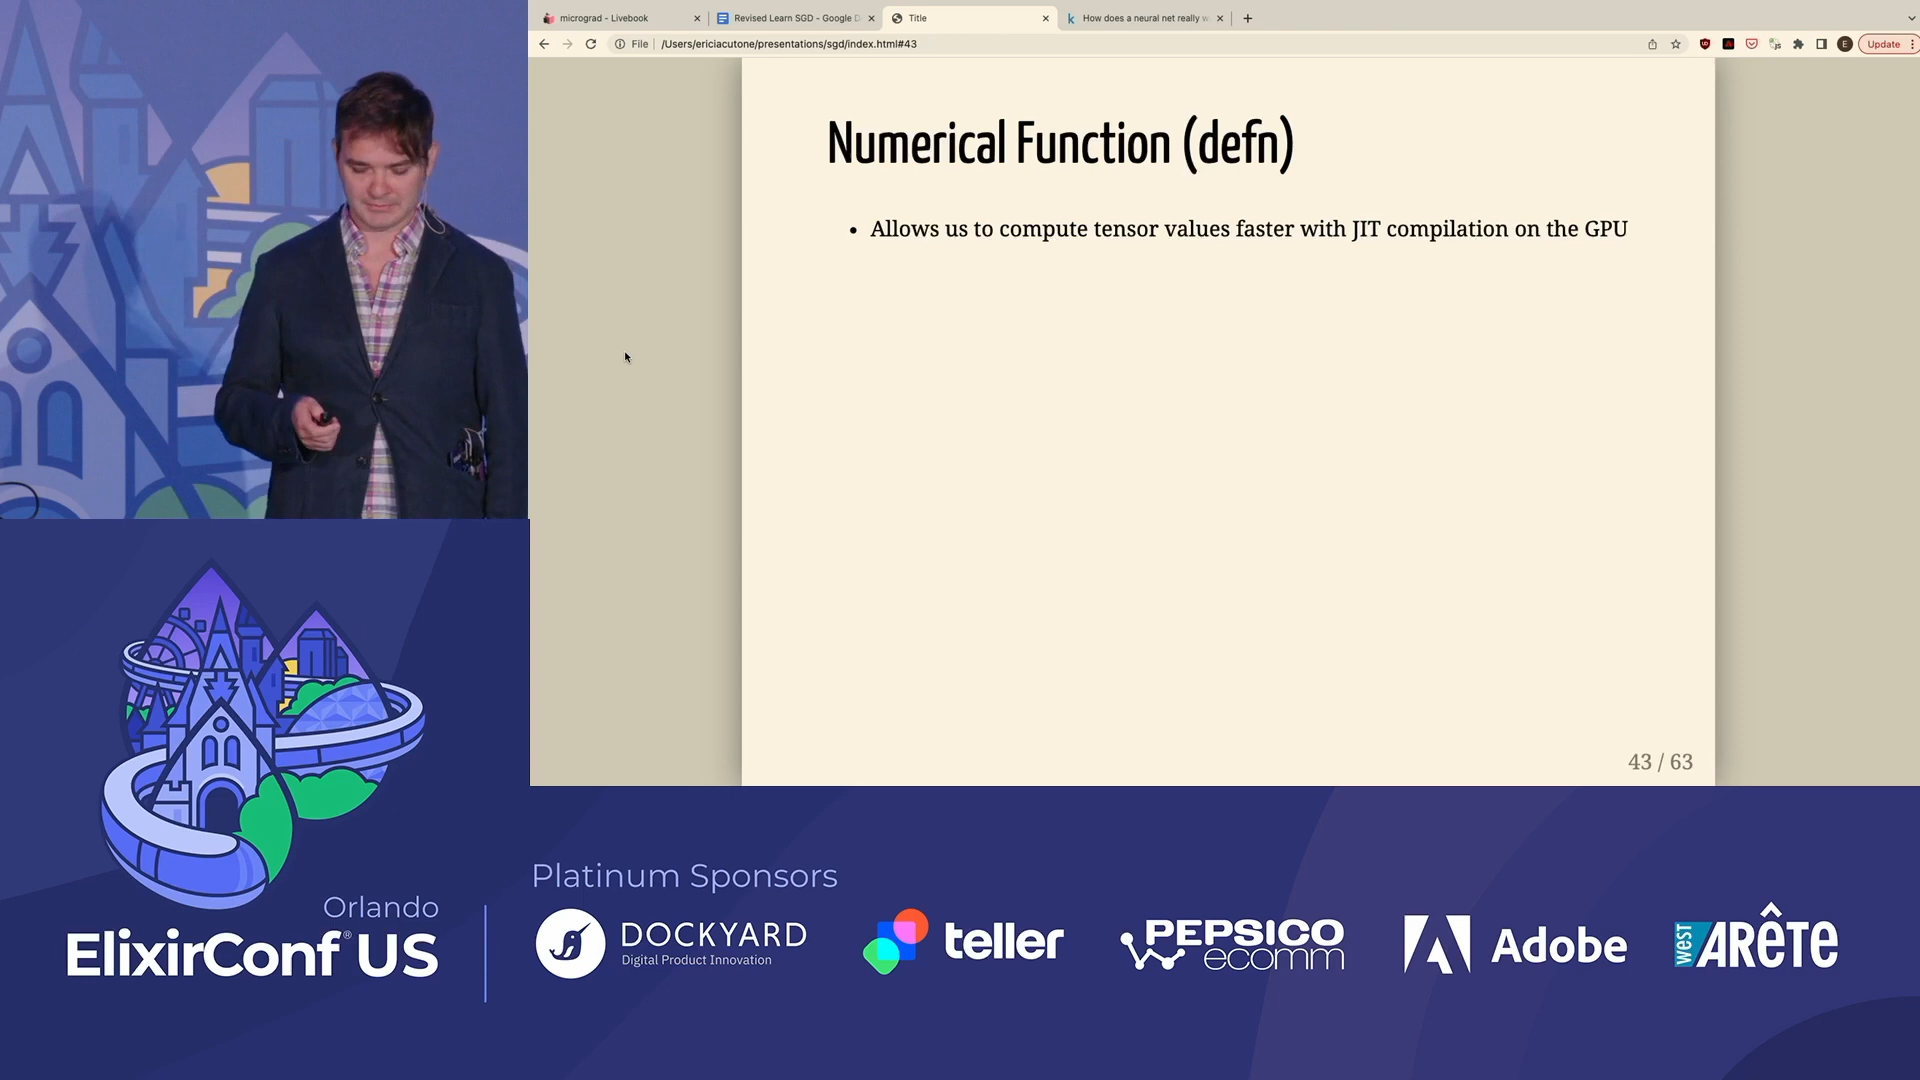 micrograd - Livebook
Revised Learn SGD - Google D
Title
How does a neural net really w
File
/Users/ericiacutone/presentations/sgd/index.html#43
E
Update
Numerical Function (defn)
• Allows us to compute tensor values faster with JIT compilation on the GPU
43 / 63
Platinum Sponsors
Orlando
ElixirConf® US
DOCKYARD
Digital Product Innovation
teller
PEPSICO
ecomm
Adobe
west
ARÊTE